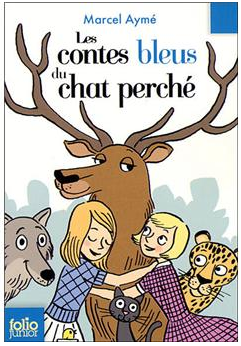 Marcel Aymé
Les
contes bleus
du
chat perché
folio
junior